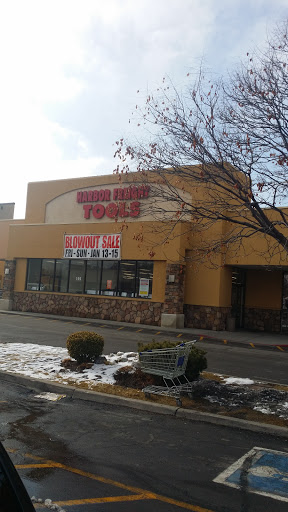 HARBOR FREIGHT
TOOLS
BLOWOUT SALE
FRI-SUN-JAN 13-15